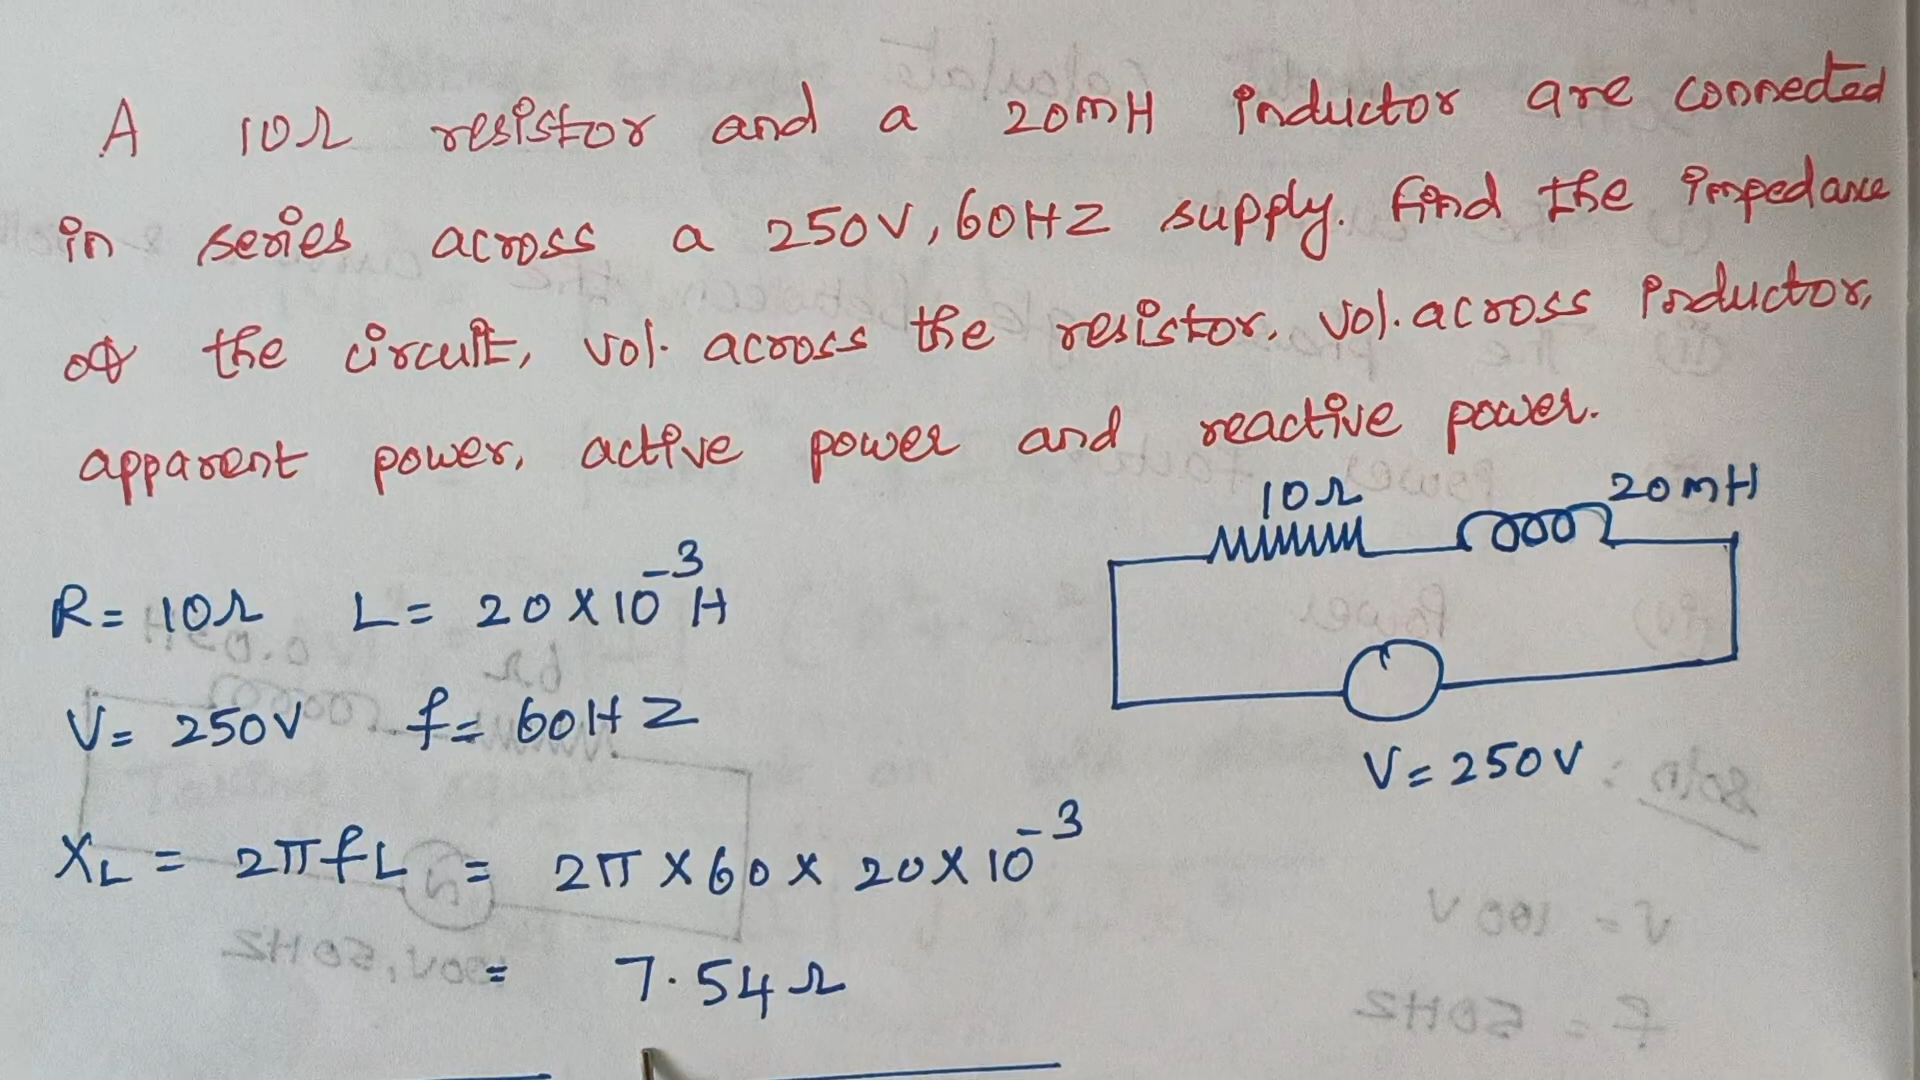 A 10Ω resistor and a 20mH inductor are connected
in series across a 250V, 60HZ supply. find the impedance
of the circuit, vol. across the resistor, vol. across inductor,
apparent power, active power and reactive power.
10Ω 20mH
R = 10Ω L = 20 × 10⁻³ H
V = 250V f = 60HZ
V = 250V
X_L = 2πfL = 2π × 60 × 20 × 10⁻³
= 7.54Ω